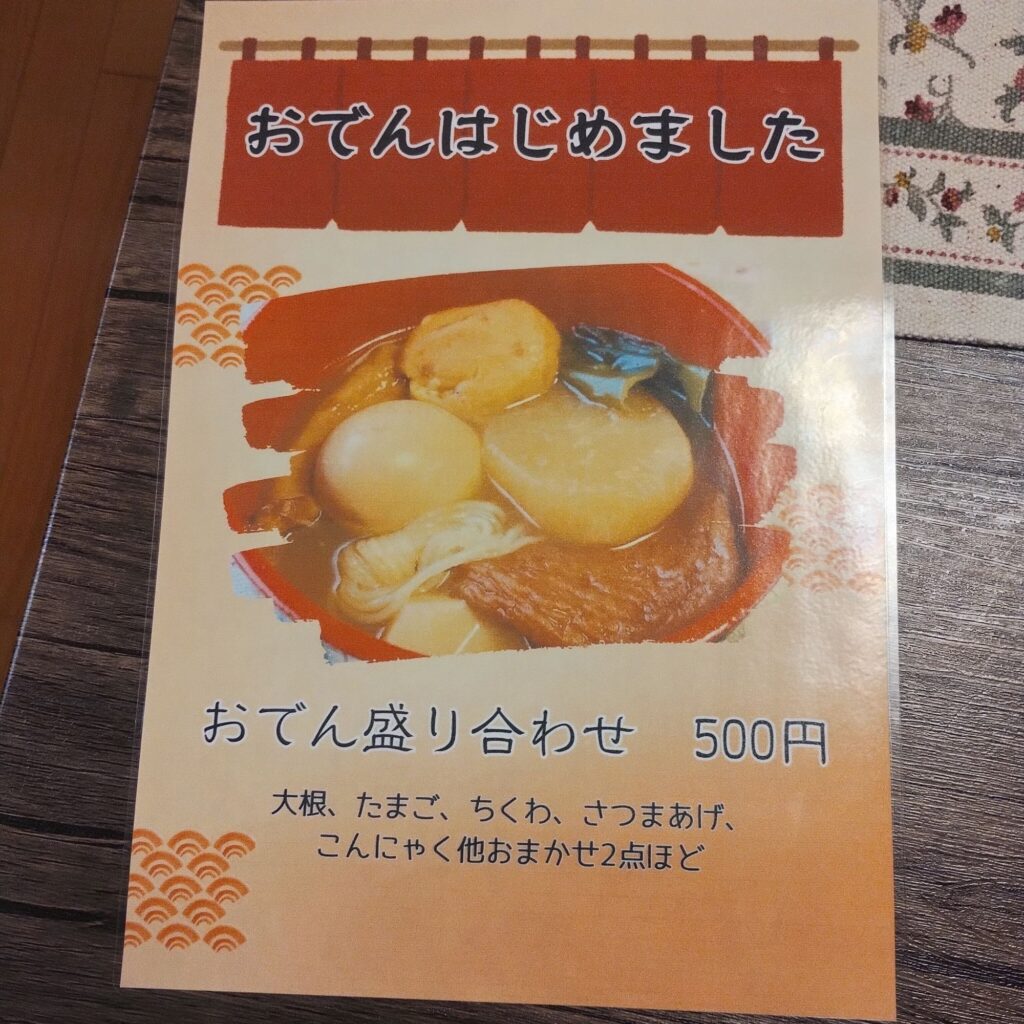 おでんはじめました
おでん盛り合わせ 500円
大根、たまご、ちくわ、さつまあげ、
こんにゃく他おまかせ2点ほど